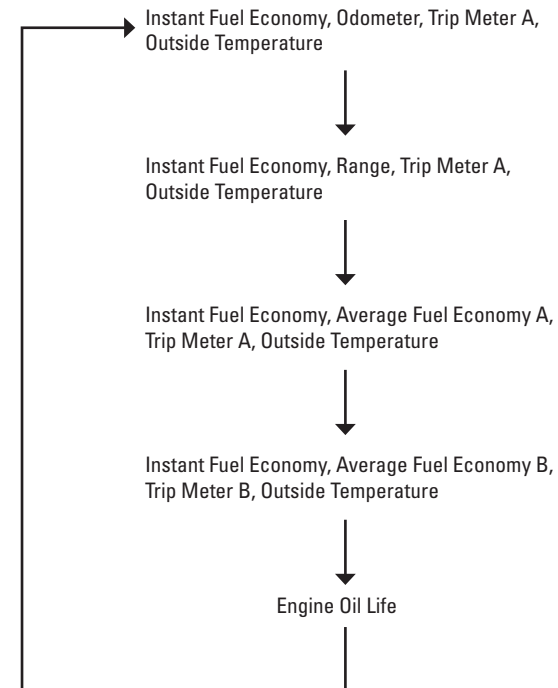 Instant Fuel Economy, Odometer, Trip Meter A,
Outside Temperature
Instant Fuel Economy, Range, Trip Meter A,
Outside Temperature
Instant Fuel Economy, Average Fuel Economy A,
Trip Meter A, Outside Temperature
Instant Fuel Economy, Average Fuel Economy B,
Trip Meter B, Outside Temperature
Engine Oil Life